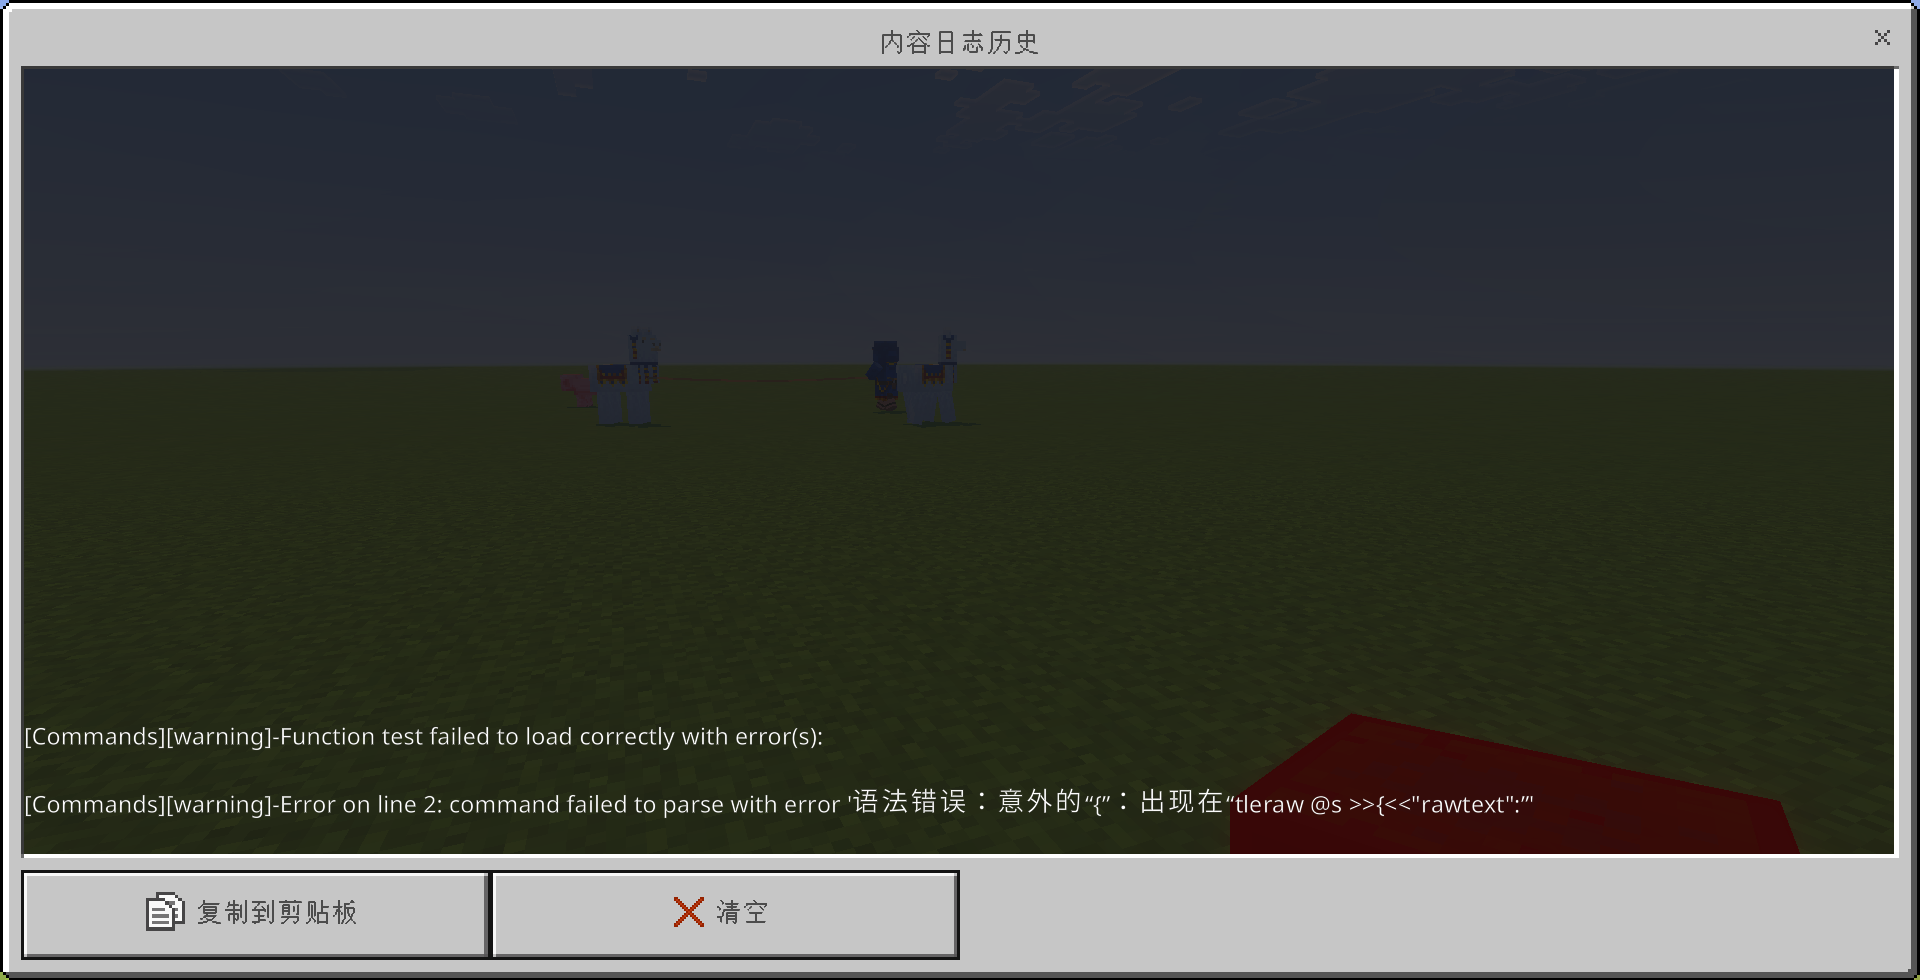 内容日志历史
[Commands][warning]-Function test failed to load correctly with error(s):
[Commands][warning]-Error on line 2: command failed to parse with error '语法错误：意外的“{”：出现在“tleraw @s >>{<<"rawtext":”'
复制到剪贴板
清空